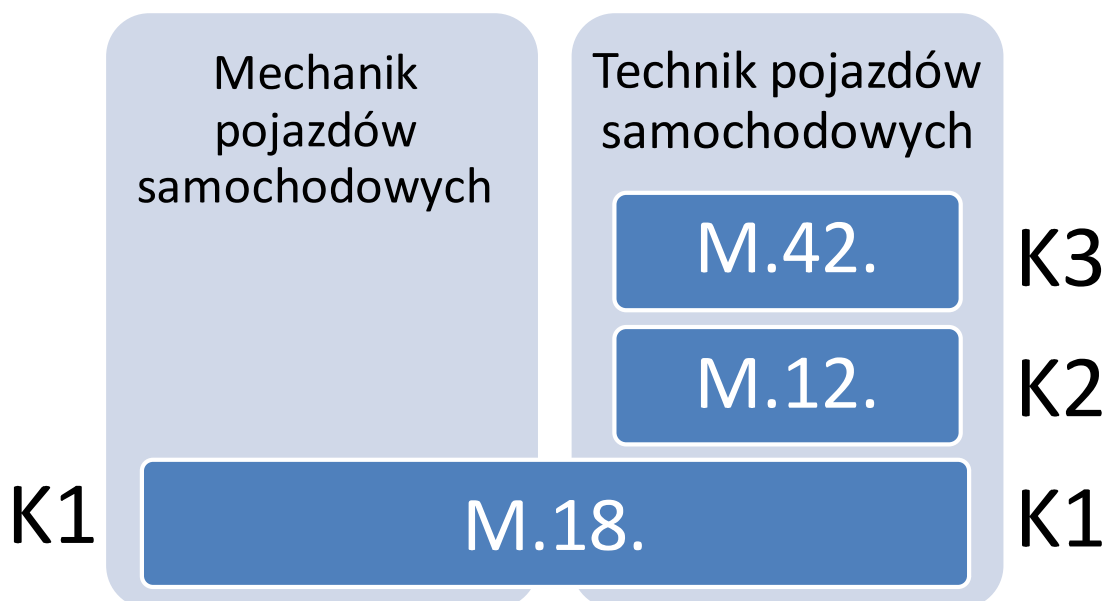 Mechanik
pojazdów
samochodowych
Technik pojazdów
samochodowych
M.42.
K3
M.12.
K2
K1
M.18.
K1